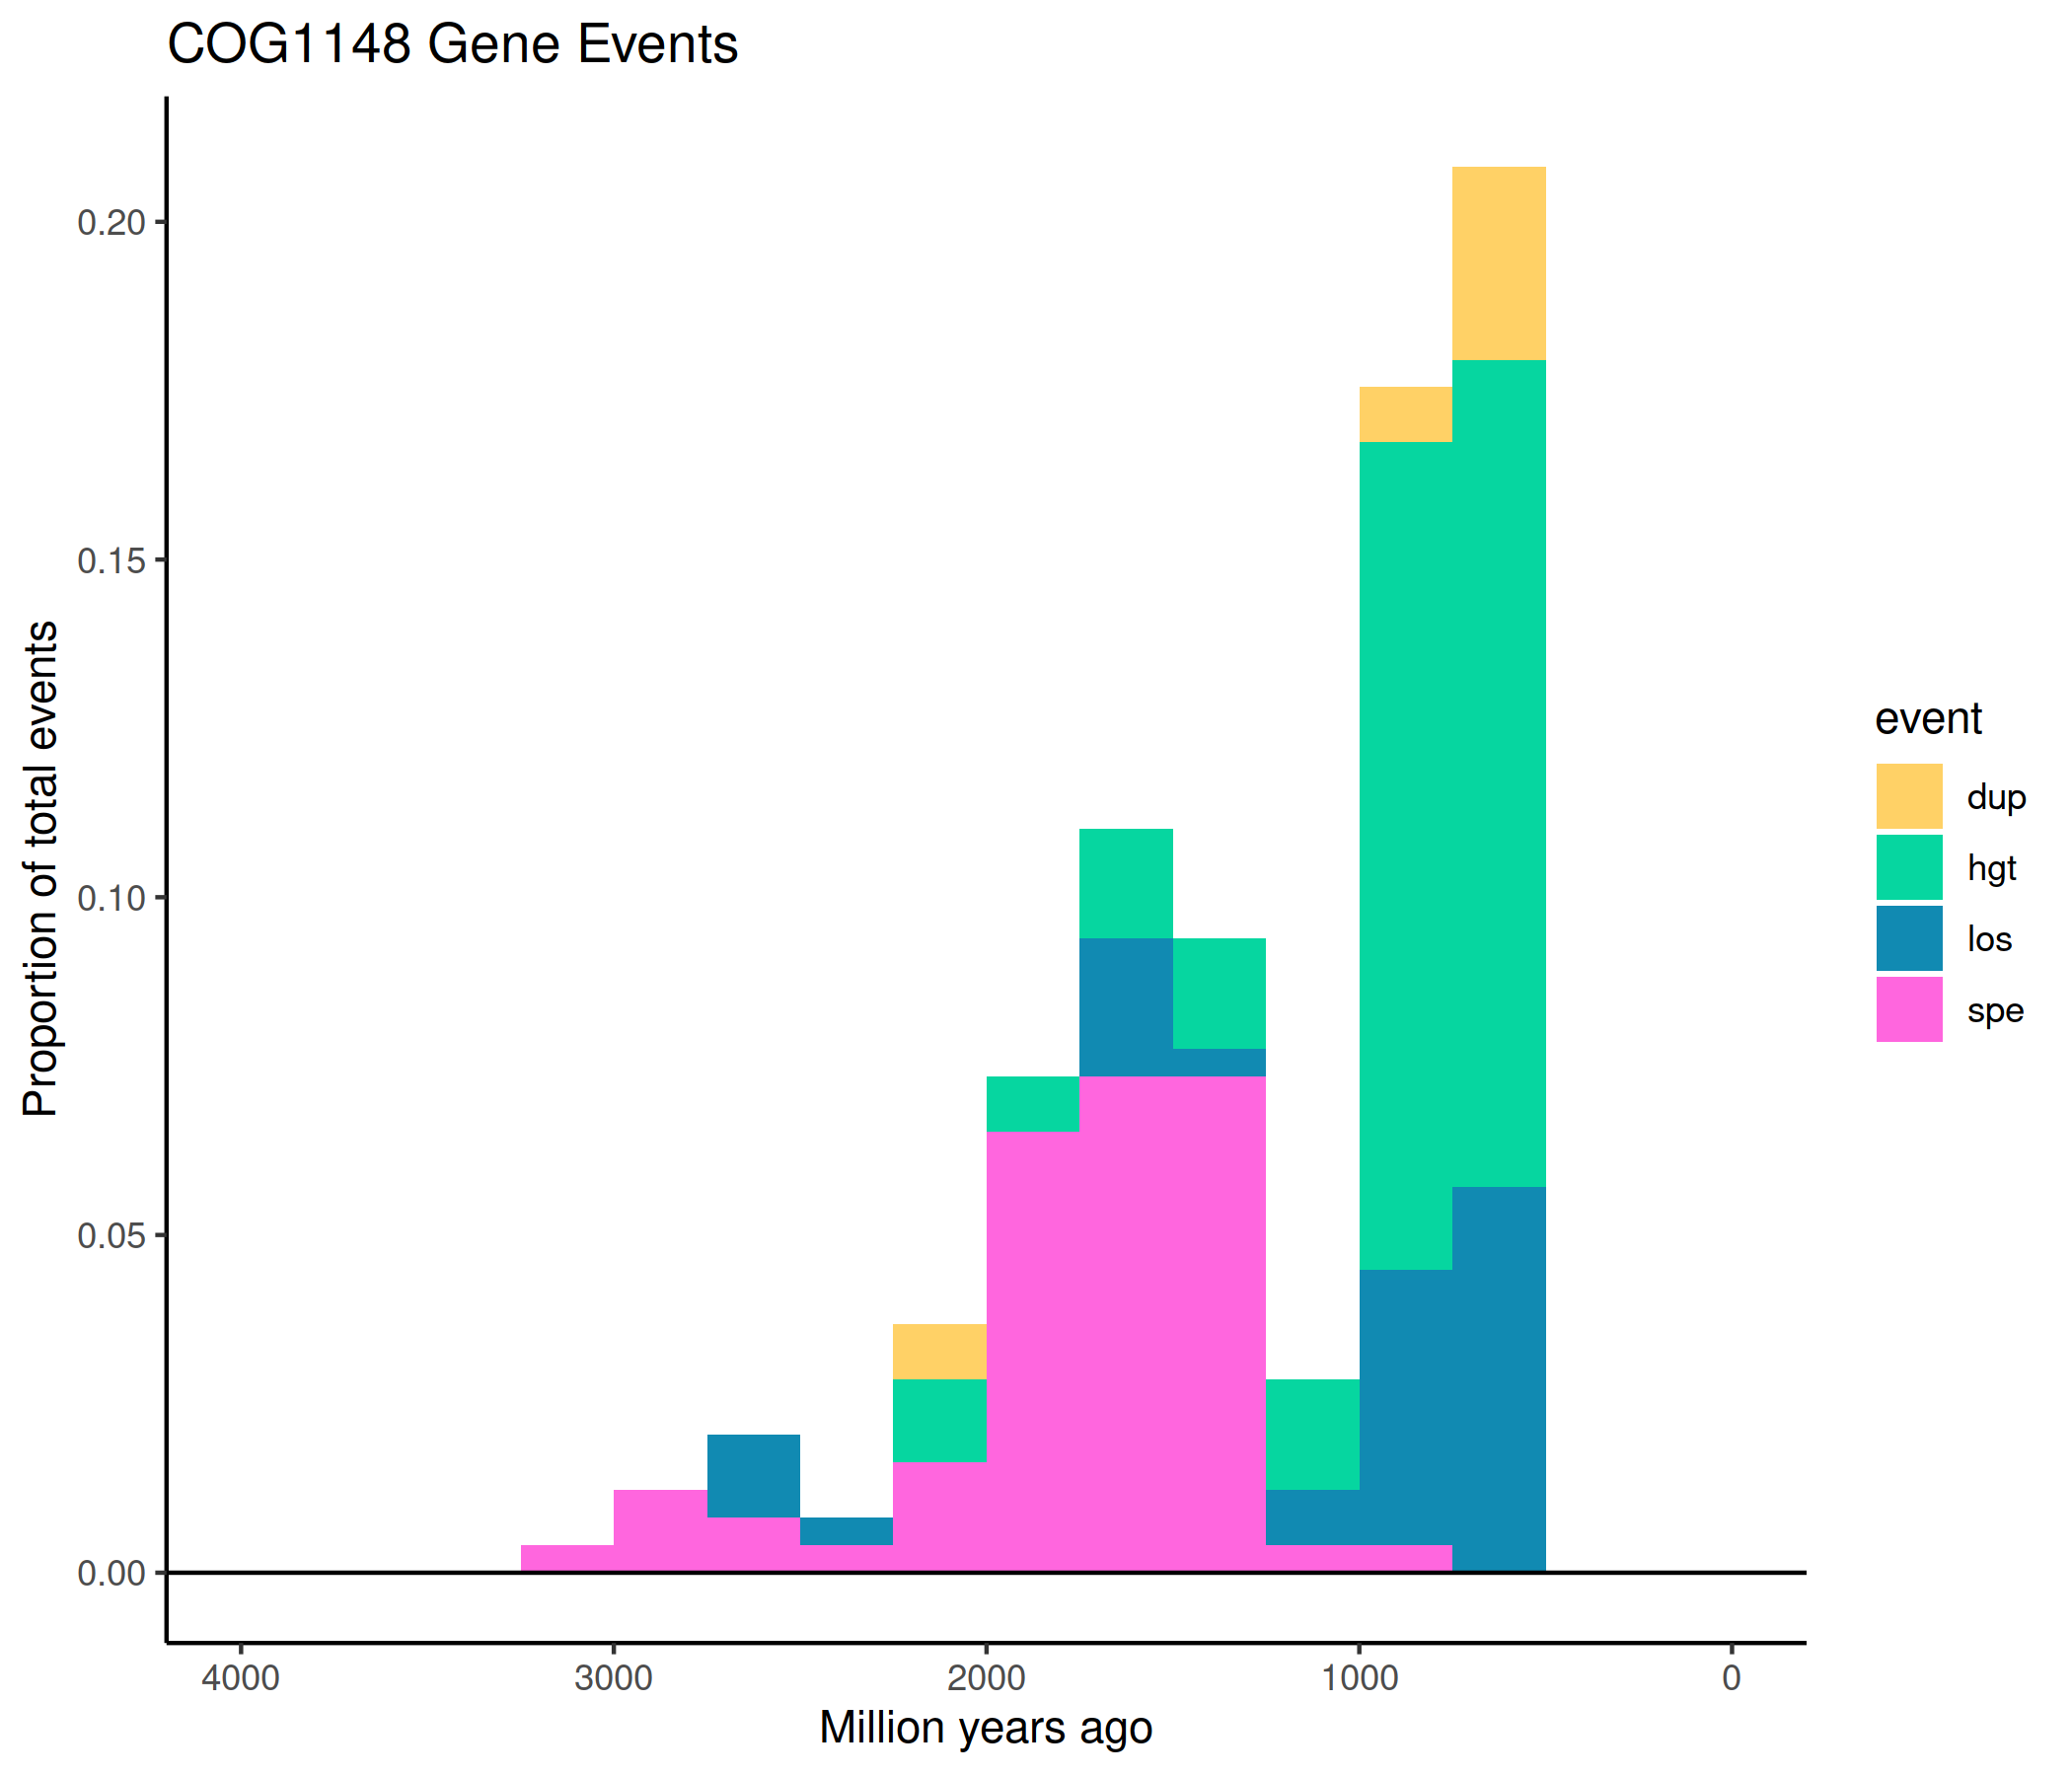 COG1148 Gene Events
Proportion of total events
0.20
0.15
0.10
0.05
0.00
4000 3000 2000 1000 0
Million years ago
event
dup
hgt
los
spe